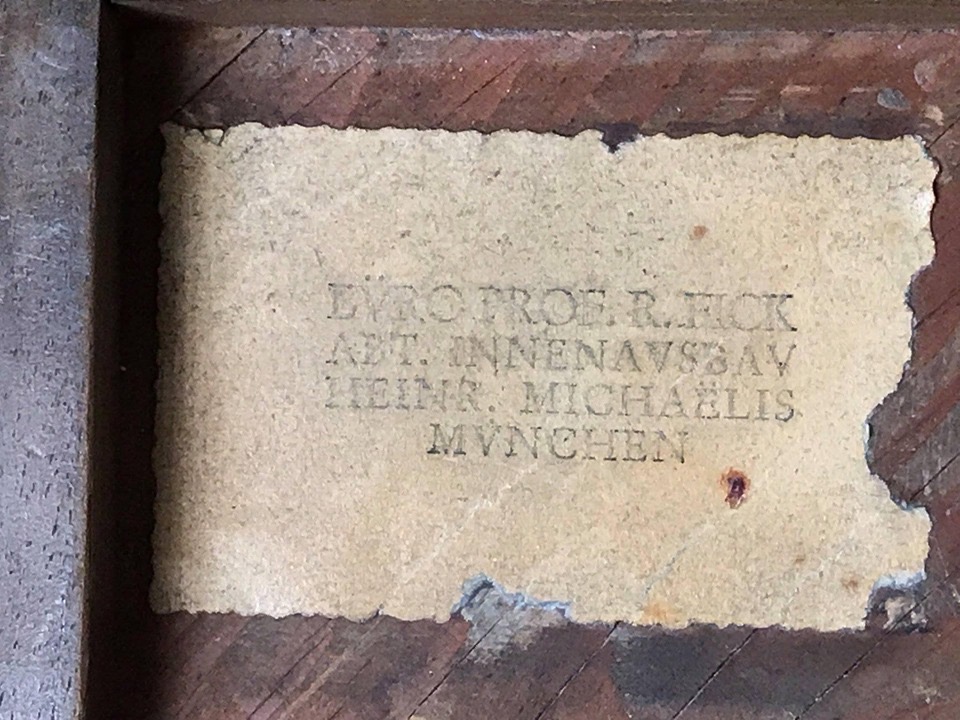 BVRO PROF. R. FICK
ABT. INNENAVSBAV
HEINR. MICHAËLIS
MVNCHEN